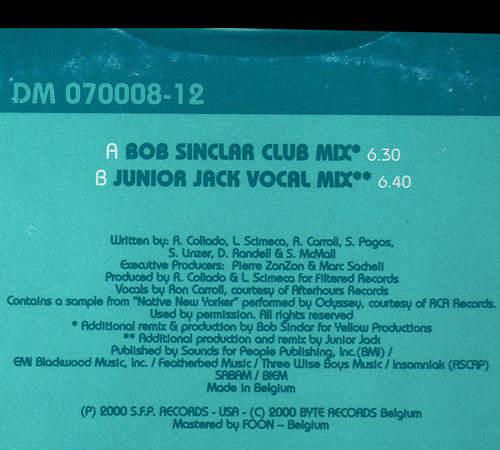 DM 070008-12
A BOB SINCLAR CLUB MIX* 6.30
B JUNIOR JACK VOCAL MIX** 6.40
Written by: R. Collado, L. Scimeca, R. Carroll, S. Pagos,
S. Linzer, D. Randell & S. McMall
Executive Producers: Pierre ZonZon & Marc Sacheli
Produced by R. Collado & L. Scimeca for Filtered Records
Vocals by Ron Carroll, courtesy of Afterhours Records
Contains a sample from "Native New Yorker" performed by Odyssey, courtesy of RCA Records.
Used by permission. All rights reserved
* Additional remix & production by Bob Sinclar for Yellow Productions
** Additional production and remix by Junior Jack
Published by Sounds for People Publishing, Inc.(BMI) /
EMI Blackwood Music, Inc. / Featherbed Music / Three Wise Boys Music / Insomniak (ASCAP)
SABAM / BIEM
Made in Belgium
(P) 2000 S.F.P. RECORDS - USA - (C) 2000 BYTE RECORDS Belgium
Mastered by FOON – Belgium